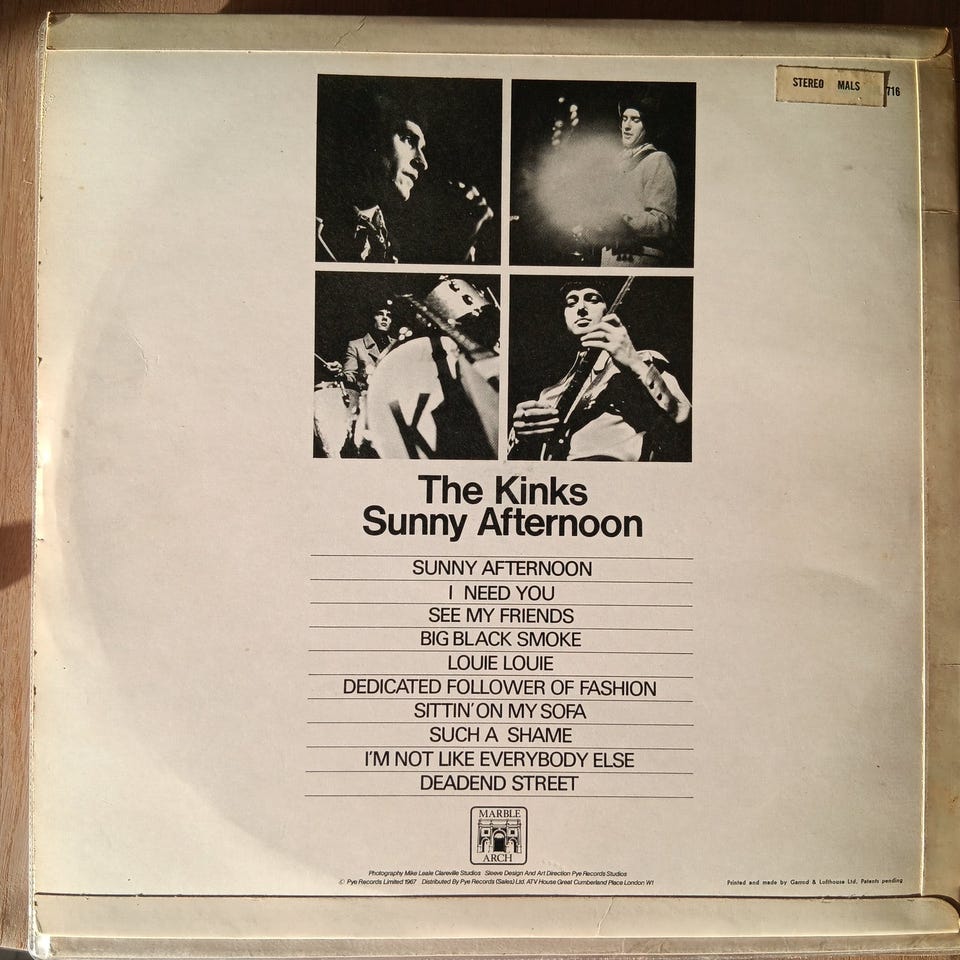 STEREO MALS 716
The Kinks
Sunny Afternoon
SUNNY AFTERNOON
I NEED YOU
SEE MY FRIENDS
BIG BLACK SMOKE
LOUIE LOUIE
DEDICATED FOLLOWER OF FASHION
SITTIN' ON MY SOFA
SUCH A SHAME
I'M NOT LIKE EVERYBODY ELSE
DEADEND STREET
MARBLE
ARCH
Photography Mike Leale Clareville Studios Sleeve Design And Art Direction Pye Records Studios
© Pye Records Limited 1967 Distributed By Pye Records (Sales) Ltd. ATV House Great Cumberland Place London W1
Printed and made by Garrod & Lofthouse Ltd. Patents pending